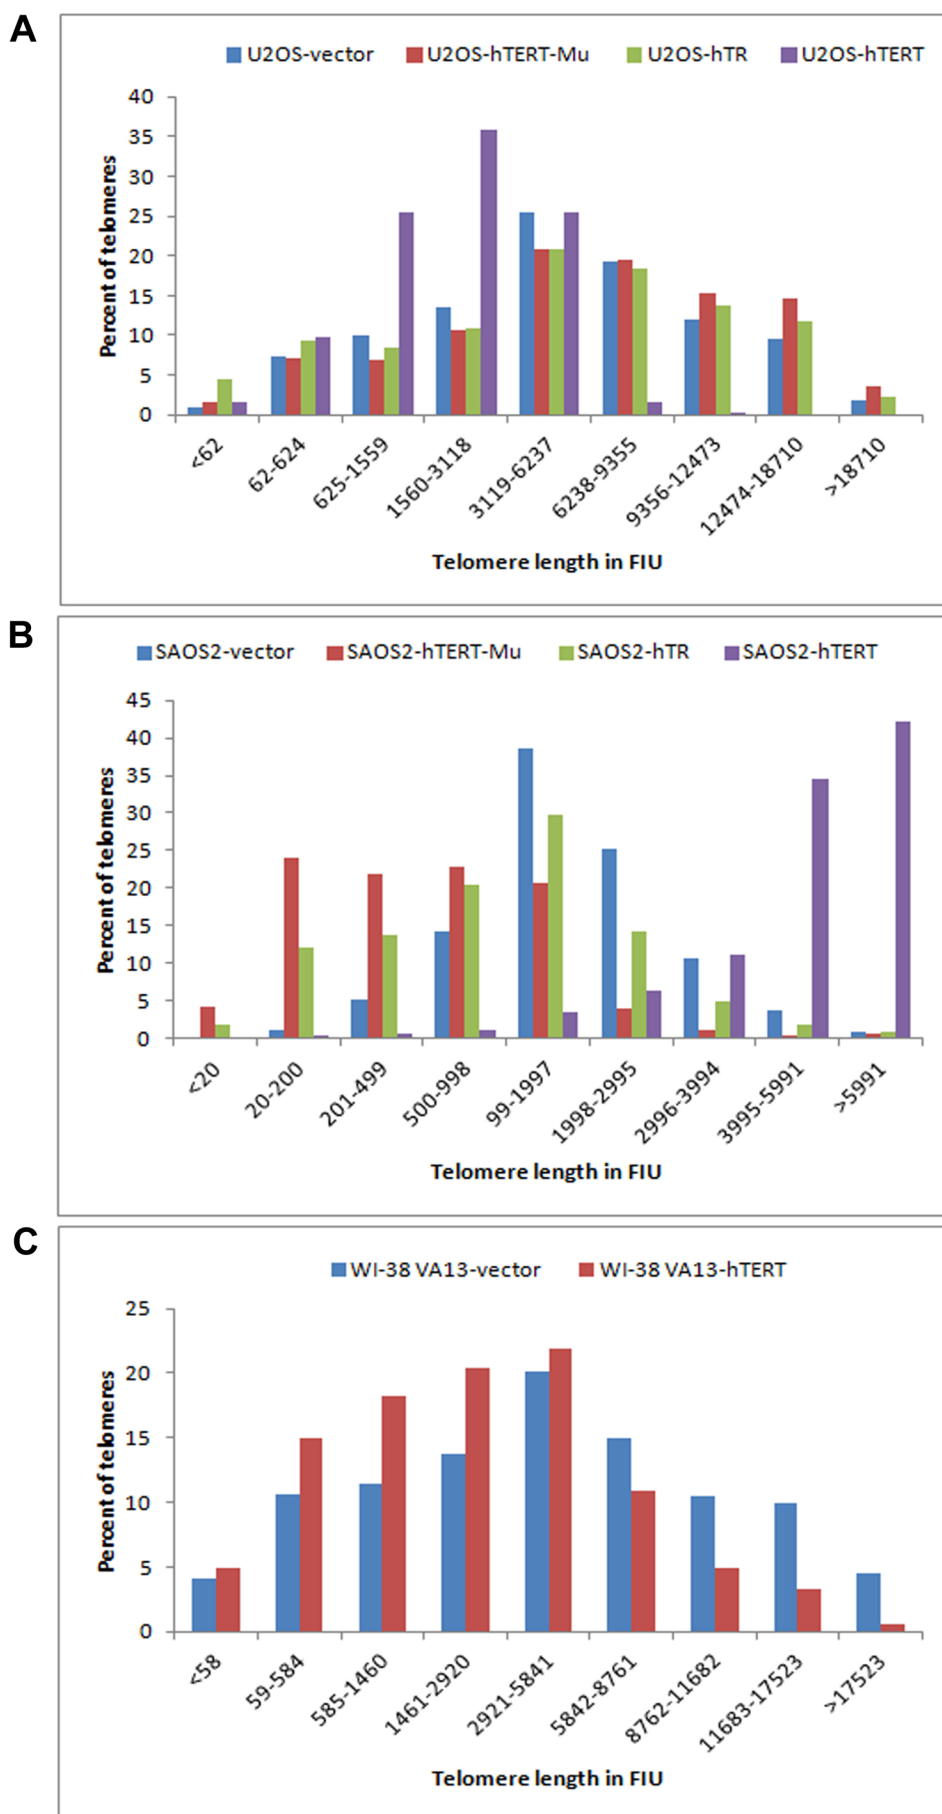 A
U2OS-vector U2OS-hTERT-Mu U2OS-hTR U2OS-hTERT
40
35
30
25
20
15
10
5
0
Percent of telomeres
<62 62-624 625-1559 1560-3118 3119-6237 6238-9355 9356-12473 12474-18710 >18710
Telomere length in FIU
B
SAOS2-vector SAOS2-hTERT-Mu SAOS2-hTR SAOS2-hTERT
45
40
35
30
25
20
15
10
5
0
Percent of telomeres
<20 20-200 201-499 500-998 99-1997 1998-2995 2996-3994 3995-5991 >5991
Telomere length in FIU
C
WI-38 VA13-vector WI-38 VA13-hTERT
25
20
15
10
5
0
Percent of telomeres
<58 59-584 585-1460 1461-2920 2921-5841 5842-8761 8762-11682 11683-17523 >17523
Telomere length in FIU